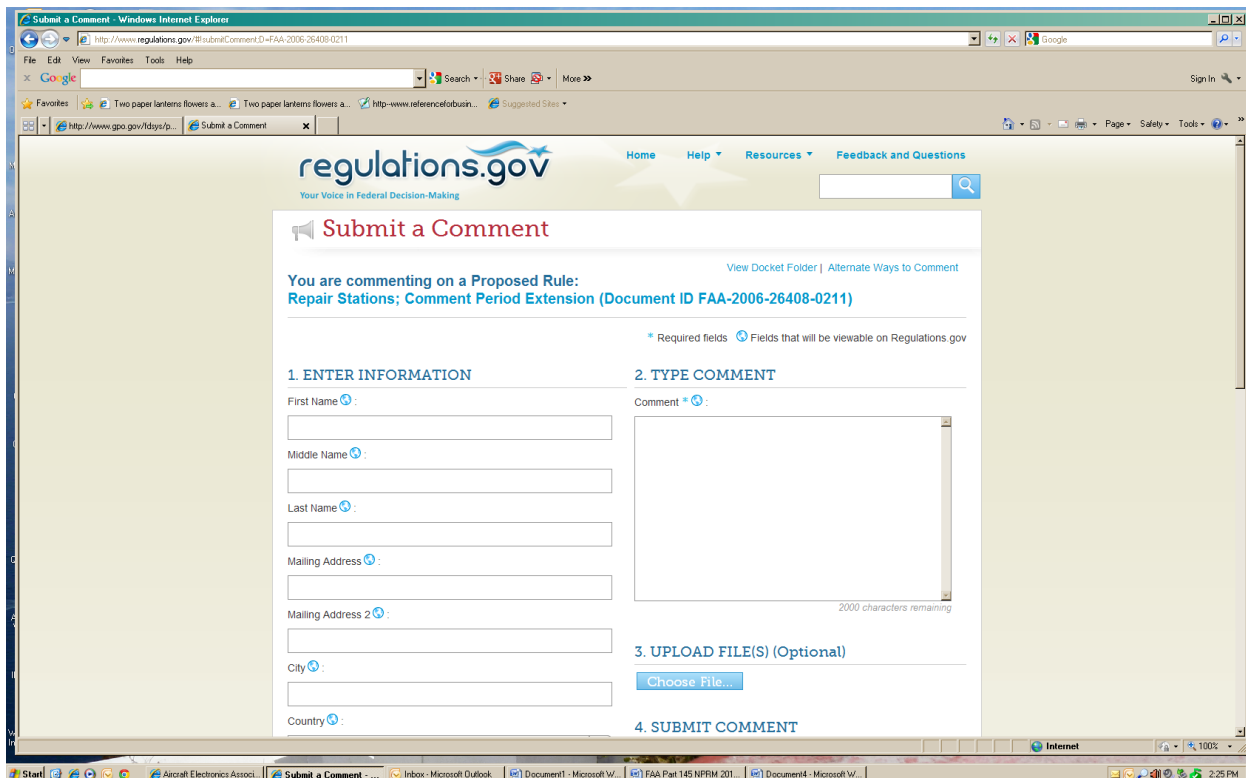 Submit a Comment - Windows Internet Explorer
http://www.regulations.gov/#!submitComment;D=FAA-2006-26408-0211
Google
File Edit View Favorites Tools Help
x Google Search Share More >> Sign In
Favorites Two paper lanterns flowers a... Two paper lanterns flowers a... http--www.referenceforbusin... Suggested Sites
http://www.gpo.gov/fdsys/p... Submit a Comment x Page Safety Tools
regulations.gov
Your Voice in Federal Decision-Making
Home Help Resources Feedback and Questions
Submit a Comment
View Docket Folder | Alternate Ways to Comment
You are commenting on a Proposed Rule:
Repair Stations; Comment Period Extension (Document ID FAA-2006-26408-0211)
* Required fields Fields that will be viewable on Regulations.gov
1. ENTER INFORMATION
First Name :
Middle Name :
Last Name :
Mailing Address :
Mailing Address 2 :
City :
Country :
2. TYPE COMMENT
Comment * :
2000 characters remaining
3. UPLOAD FILE(S) (Optional)
Choose File...
4. SUBMIT COMMENT
Internet 100%
Start Aircraft Electronics Associ... Submit a Comment - ... Inbox - Microsoft Outlook Document1 - Microsoft W... FAA Part 145 NPRM 201... Document4 - Microsoft W... 2:25 PM